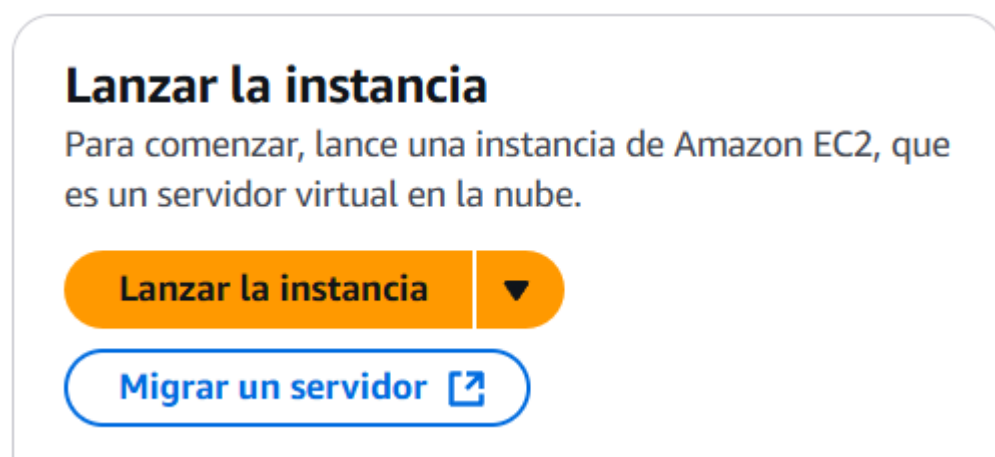 Lanzar la instancia
Para comenzar, lance una instancia de Amazon EC2, que
es un servidor virtual en la nube.
Lanzar la instancia
Migrar un servidor